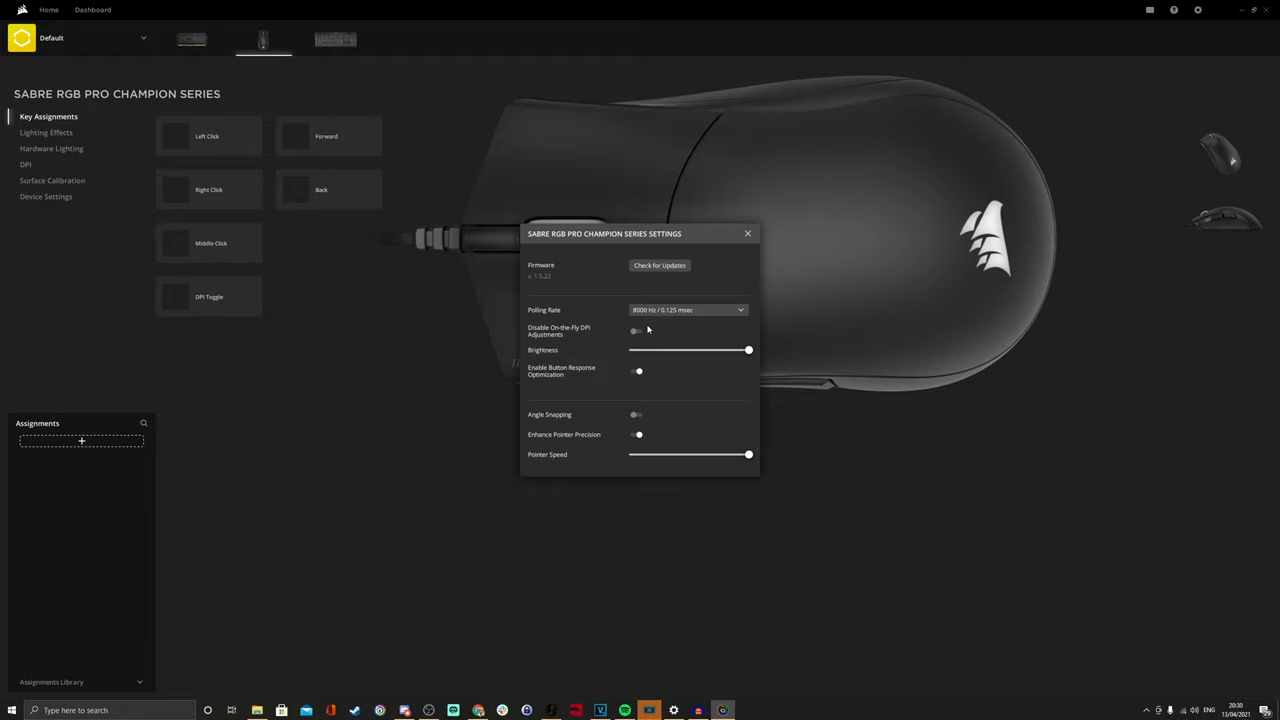 Home
Dashboard
Default
SABRE RGB PRO CHAMPION SERIES
Key Assignments
Lighting Effects
Hardware Lighting
DPI
Surface Calibration
Device Settings
Left Click
Forward
Right Click
Back
Middle Click
DPI Toggle
SABRE RGB PRO CHAMPION SERIES SETTINGS
Firmware
v: 1.5.22
Check for Updates
Polling Rate
8000 Hz / 0.125 msec
Disable On-the-Fly DPI
Adjustments
Brightness
Enable Button Response
Optimization
Angle Snapping
Enhance Pointer Precision
Pointer Speed
Assignments
+
Assignments Library
Type here to search
ENG
20:30
13/04/2021